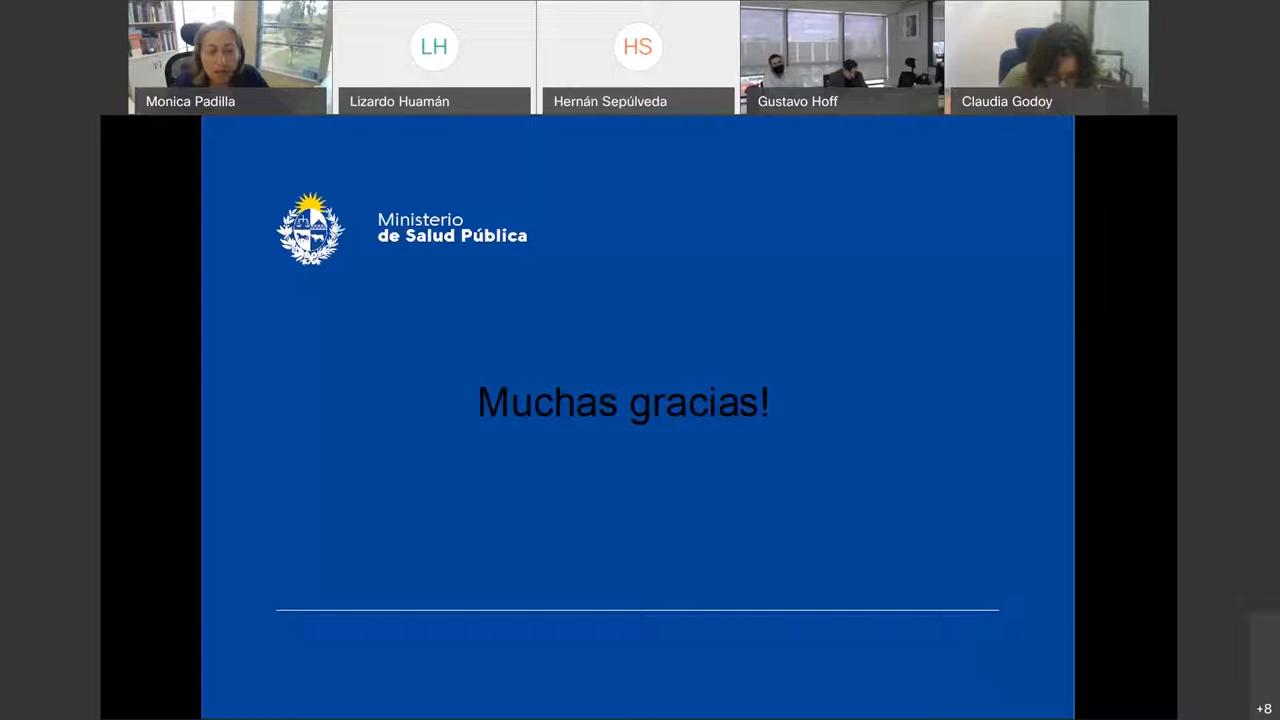 LH
HS
Monica Padilla
Lizardo Huamán
Hernán Sepúlveda
Gustavo Hoff
Claudia Godoy
Ministerio
de Salud Pública
Muchas gracias!
+8